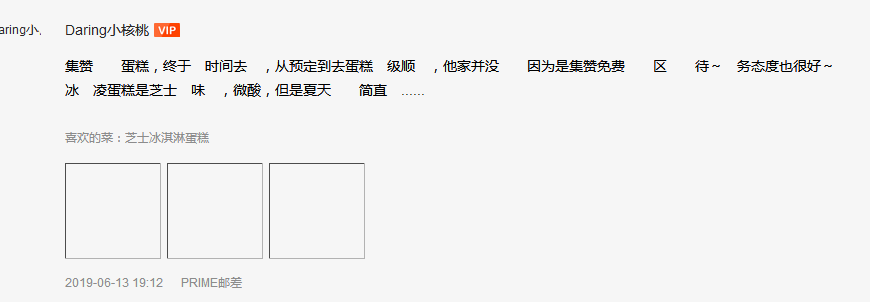 aring小.
Daring小核桃 VIP
集赞 蛋糕，终于 时间去 ，从预定到去蛋糕 级顺 ，他家并没 因为是集赞免费 区 待～ 务态度也很好～
冰 凌蛋糕是芝士 味 ，微酸，但是夏天 简直 ......
喜欢的菜：芝士冰淇淋蛋糕
2019-06-13 19:12 PRIME邮差